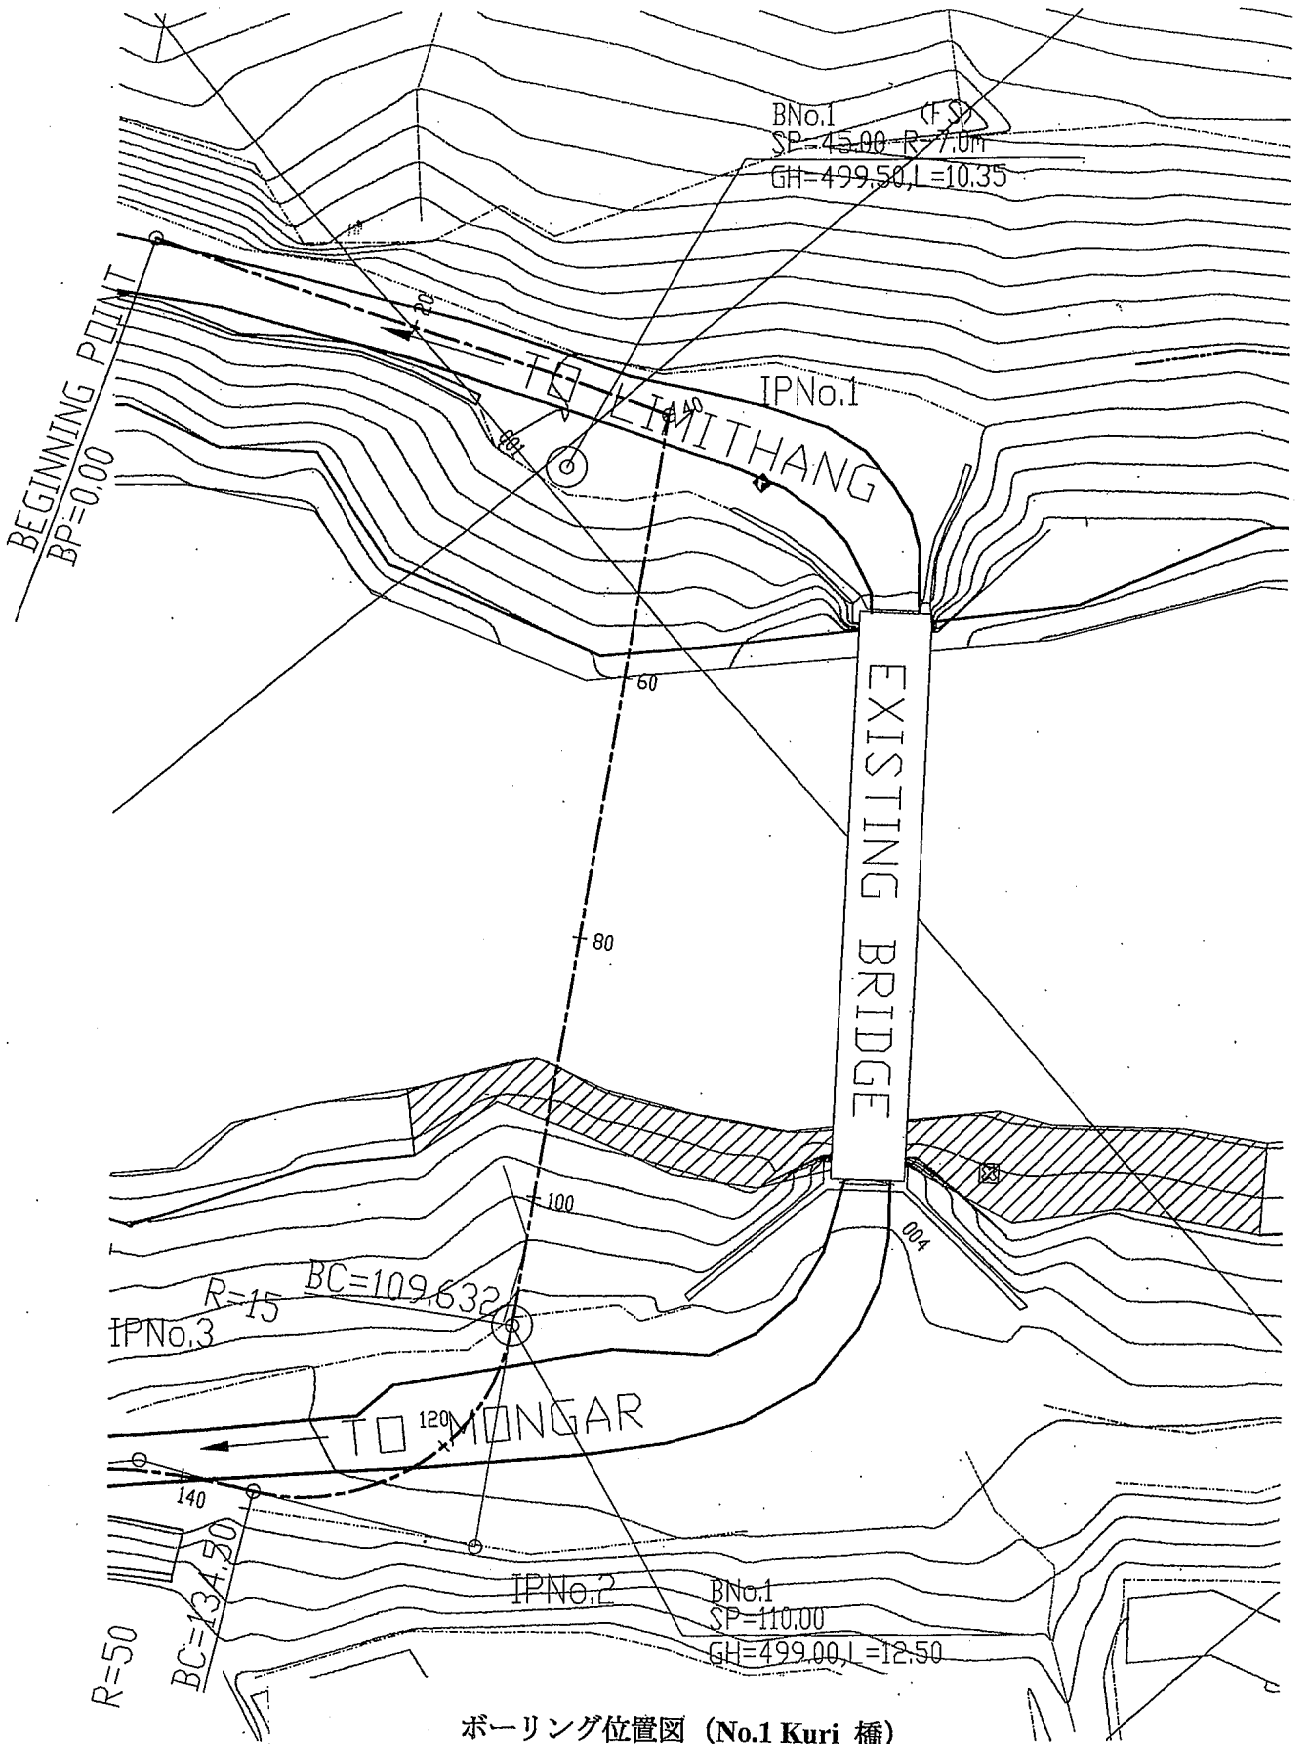 BNo.1 (FS)
SP=45.00 R=7.0m
GH=499.50,L=10.35
20
BEGINNING POINT
BP=0.00
TO LIMITHANG
IPNo.1
40
001
60
EXISTING BRIDGE
80
100
004
BC=109.632
R=15
IPNo.3
TO MONGAR
120
140
BC=134.50
R=50
IPNo.2
BNo.1
SP=110.00
GH=499.00,L=12.50
ボーリング位置図 (No.1 Kuri 橋)